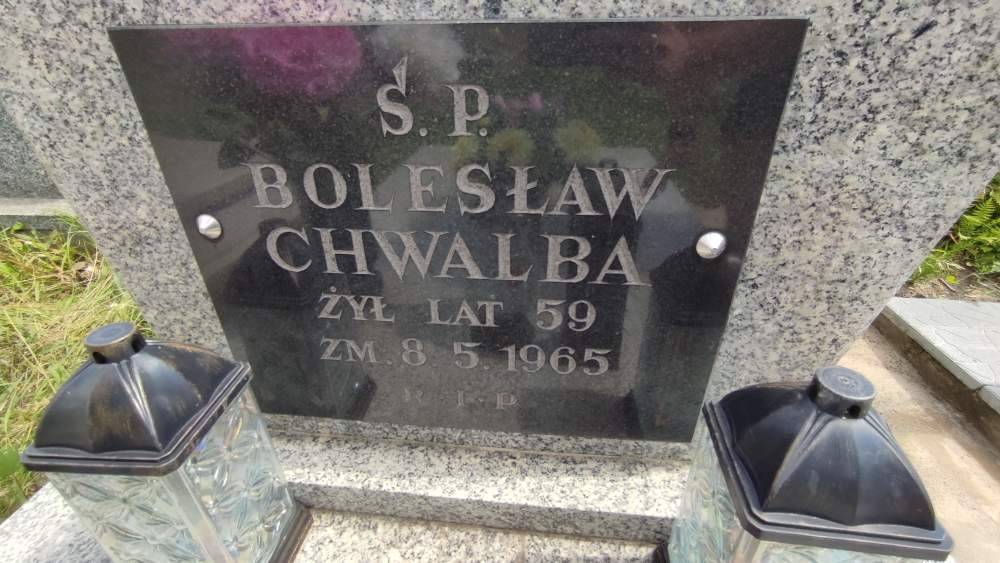 Ś. P.
BOLESŁAW
CHWALBA
ŻYŁ LAT 59
ZM. 8. 5. 1965
R. I. P.